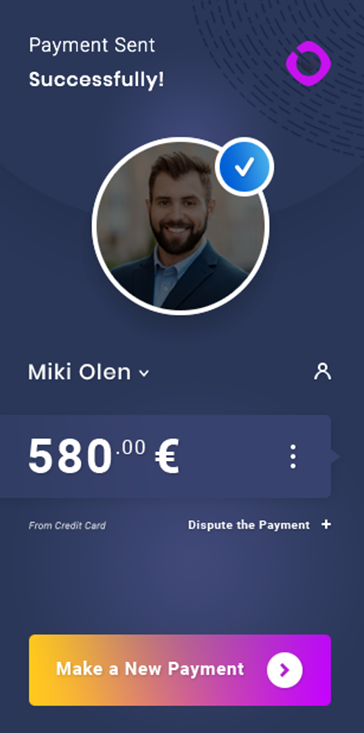 Payment Sent
Successfully!
Miki Olen
580.00 €
From Credit Card
Dispute the Payment +
Make a New Payment